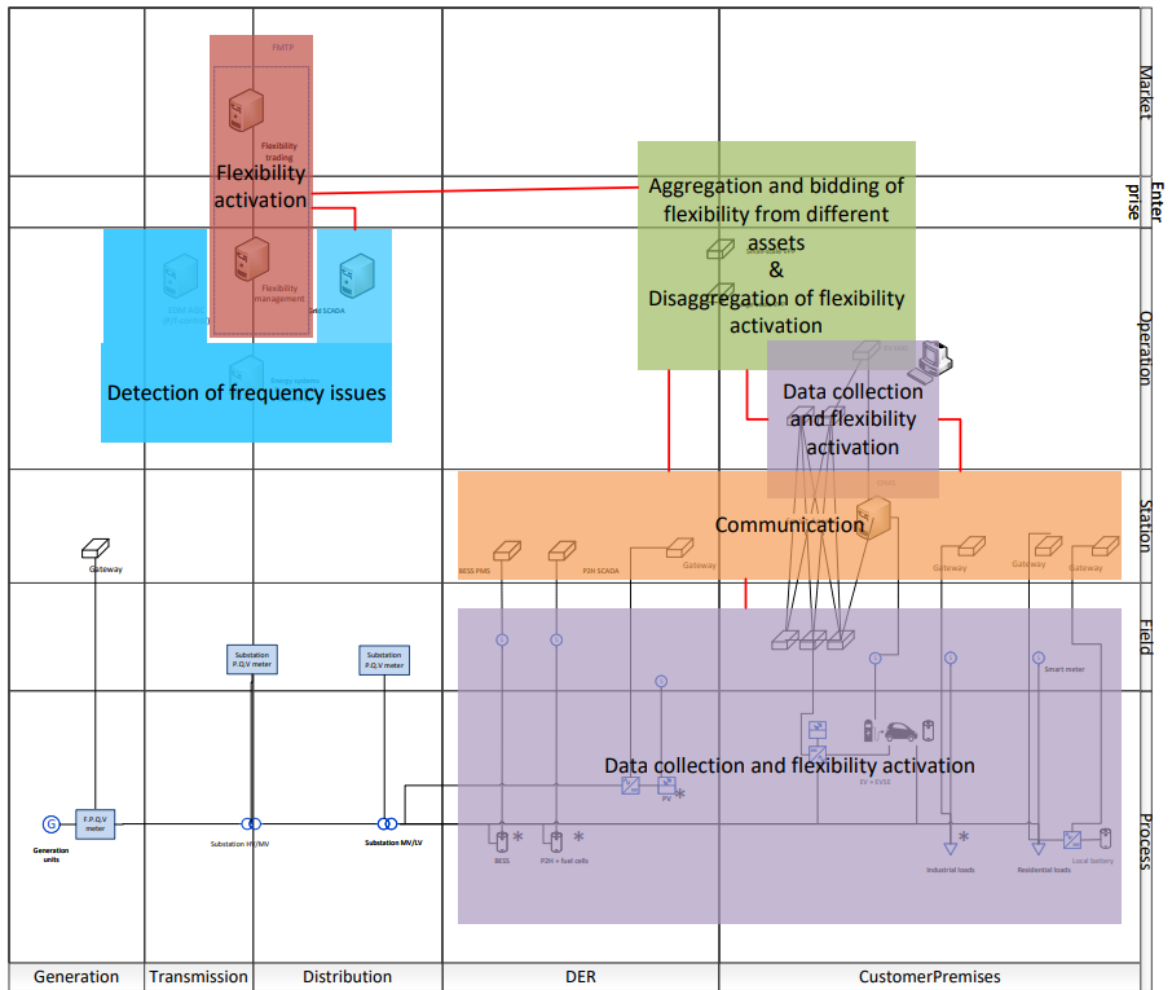 FMTP
Market
Flexibility
trading
Flexibility
activation
Enter
prise
Aggregation and bidding of
flexibility from different
assets
&
Disaggregation of flexibility
activation
Flexibility
management
Grid SCADA
Operation
Energy systems
Detection of frequency issues
Data collection
and flexibility
activation
Station
Communication
Gateway
BESS PMS
P2H SCADA
Gateway
Gateway
Gateway
Gateway
Field
Substation
P.Q.V meter
Substation
P.Q.V meter
Smart meter
Data collection and flexibility activation
EV + EVSE
PV
Process
G
F.P.Q.V
meter
Generation
units
Substation HV/MV
Substation MV/LV
BESS
P2H + fuel cells
Industrial loads
Residential loads
Local battery
Generation
Transmission
Distribution
DER
CustomerPremises